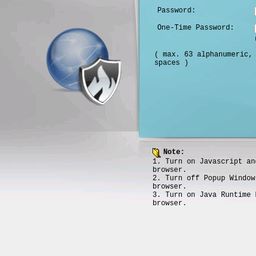 Password:
One-Time Password:
( max. 63 alphanumeric,
spaces )
Note:
1. Turn on Javascript and
browser.
2. Turn off Popup Window
browser.
3. Turn on Java Runtime
browser.